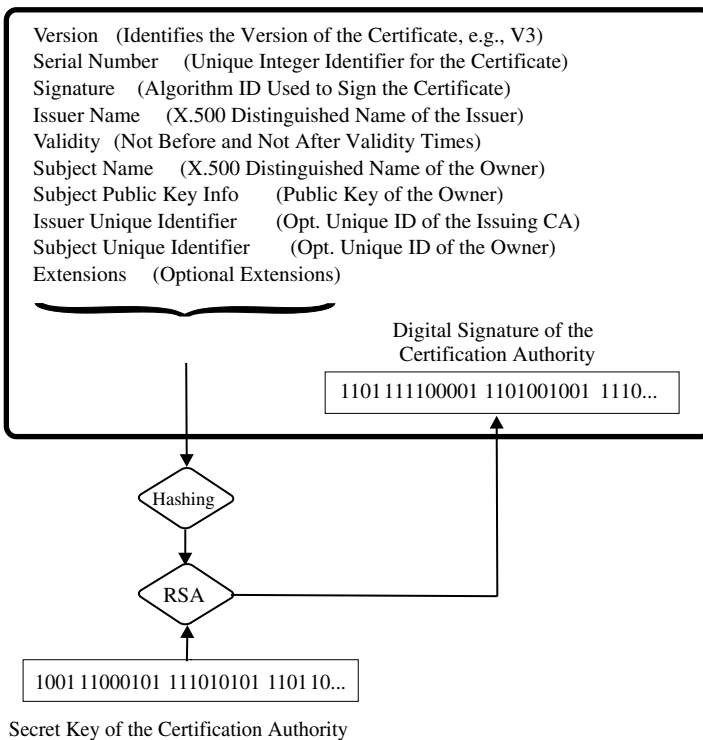 Version (Identifies the Version of the Certificate, e.g., V3)
Serial Number (Unique Integer Identifier for the Certificate)
Signature (Algorithm ID Used to Sign the Certificate)
Issuer Name (X.500 Distinguished Name of the Issuer)
Validity (Not Before and Not After Validity Times)
Subject Name (X.500 Distinguished Name of the Owner)
Subject Public Key Info (Public Key of the Owner)
Issuer Unique Identifier (Opt. Unique ID of the Issuing CA)
Subject Unique Identifier (Opt. Unique ID of the Owner)
Extensions (Optional Extensions)
Digital Signature of the
Certification Authority
1101 111100001 1101001001 1110...
Hashing
RSA
1001 11000101 111010101 1101 10...
Secret Key of the Certification Authority